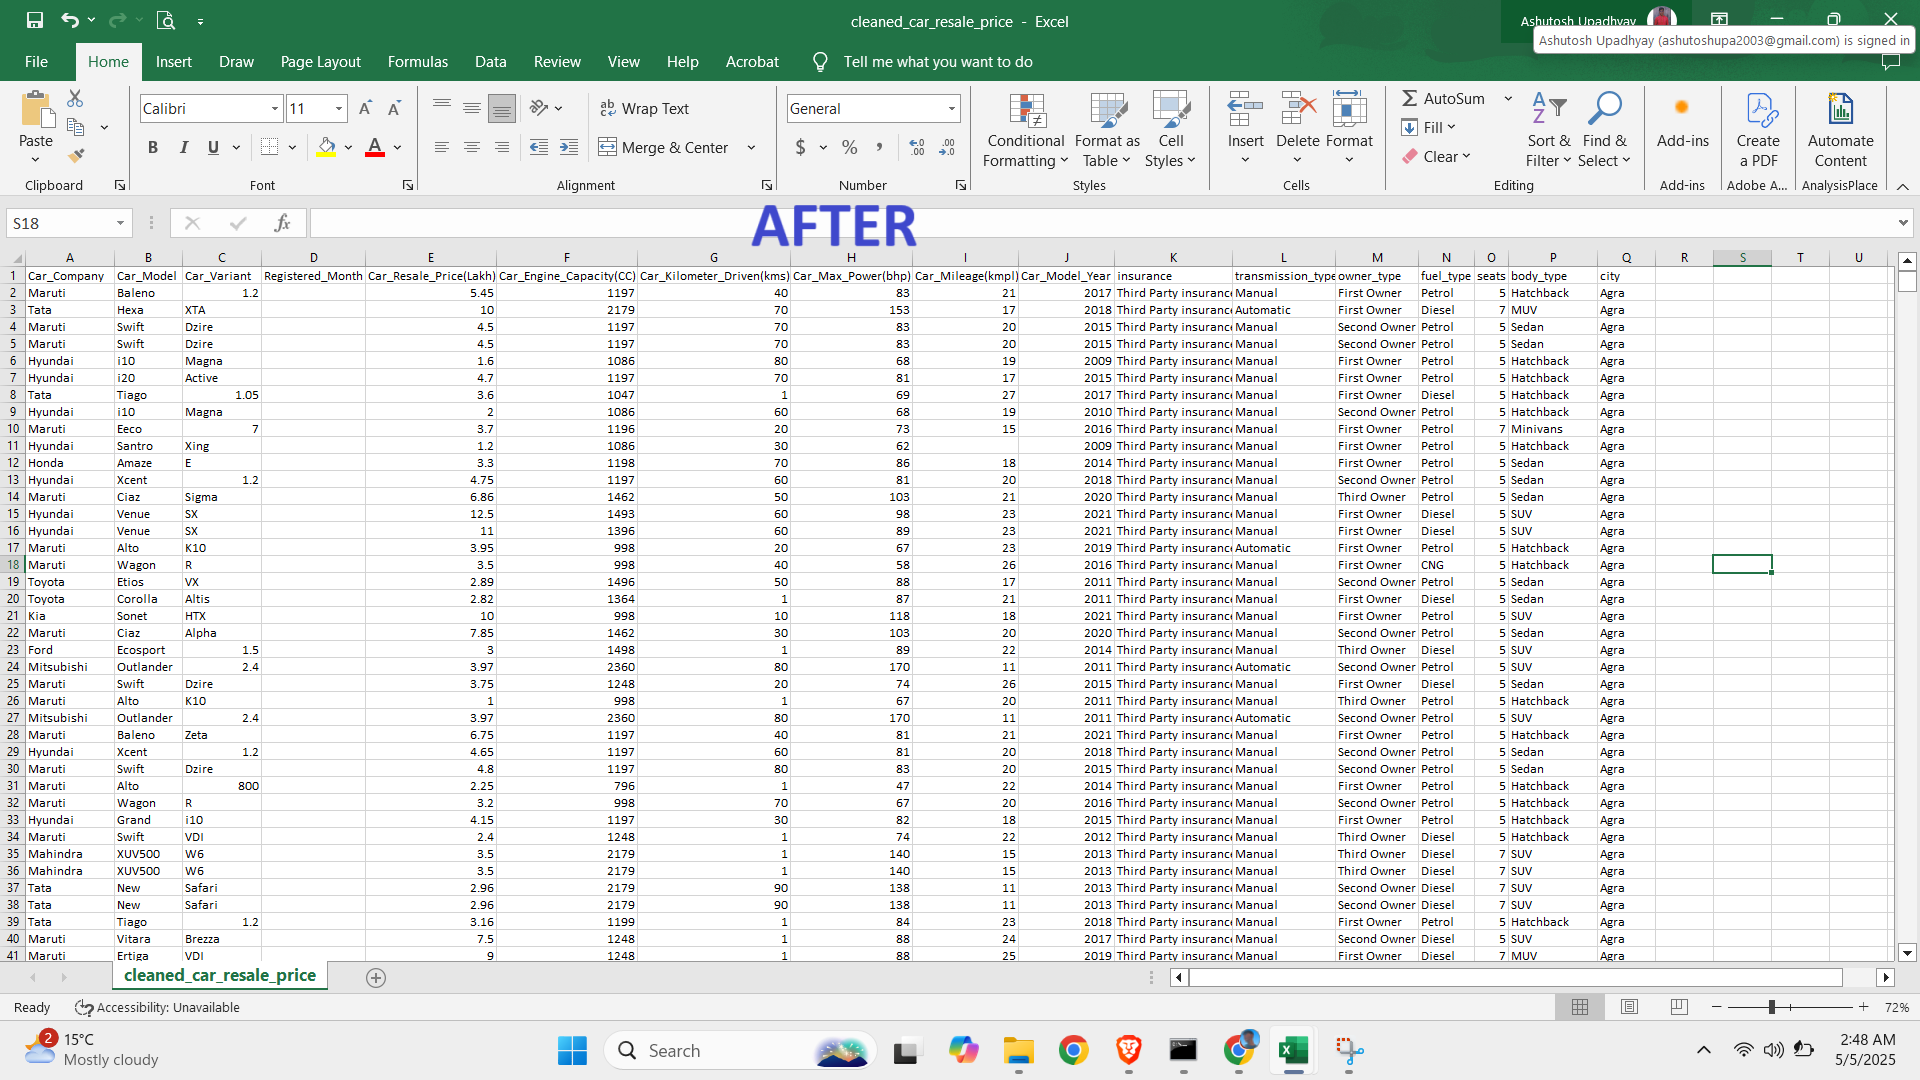 cleaned_car_resale_price - Excel
Ashutosh Upadhyay
Ashutosh Upadhyay (ashutoshupa2003@gmail.com) is signed in
File Home Insert Draw Page Layout Formulas Data Review View Help Acrobat Tell me what you want to do
Calibri 11 Wrap Text General AutoSum
Paste B I U A Merge & Center $ % Conditional Formatting Format as Table Cell Styles Insert Delete Format Fill Clear Sort & Filter Find & Select Add-ins Create a PDF Automate Content
Clipboard Font Alignment Number Styles Cells Editing Add-ins Adobe A... AnalysisPlace
S18 fx
AFTER
A B C D E F G H I J K L M N O P Q R S T U
1 Car_Company Car_Model Car_Variant Registered_Month Car_Resale_Price(Lakh) Car_Engine_Capacity(CC) Car_Kilometer_Driven(kms) Car_Max_Power(bhp) Car_Mileage(kmpl) Car_Model_Year insurance transmission_type owner_type fuel_type seats body_type city
2 Maruti Baleno 1.2 5.45 1197 40 83 21 2017 Third Party insurance Manual First Owner Petrol 5 Hatchback Agra
3 Tata Hexa XTA 10 2179 70 153 17 2018 Third Party insurance Automatic First Owner Diesel 7 MUV Agra
4 Maruti Swift Dzire 4.5 1197 70 83 20 2015 Third Party insurance Manual Second Owner Petrol 5 Sedan Agra
5 Maruti Swift Dzire 4.5 1197 70 83 20 2015 Third Party insurance Manual Second Owner Petrol 5 Sedan Agra
6 Hyundai i10 Magna 1.6 1086 80 68 19 2009 Third Party insurance Manual First Owner Petrol 5 Hatchback Agra
7 Hyundai i20 Active 4.7 1197 70 81 17 2015 Third Party insurance Manual First Owner Petrol 5 Hatchback Agra
8 Tata Tiago 1.05 3.6 1047 1 69 27 2017 Third Party insurance Manual First Owner Diesel 5 Hatchback Agra
9 Hyundai i10 Magna 2 1086 60 68 19 2010 Third Party insurance Manual Second Owner Petrol 5 Hatchback Agra
10 Maruti Eeco 7 3.7 1196 20 73 15 2016 Third Party insurance Manual First Owner Petrol 7 Minivans Agra
11 Hyundai Santro Xing 1.2 1086 30 62 2009 Third Party insurance Manual First Owner Petrol 5 Hatchback Agra
12 Honda Amaze E 3.3 1198 70 86 18 2014 Third Party insurance Manual First Owner Petrol 5 Sedan Agra
13 Hyundai Xcent 1.2 4.75 1197 60 81 20 2018 Third Party insurance Manual Second Owner Petrol 5 Sedan Agra
14 Maruti Ciaz Sigma 6.86 1462 50 103 21 2020 Third Party insurance Manual Third Owner Petrol 5 Sedan Agra
15 Hyundai Venue SX 12.5 1493 60 98 23 2021 Third Party insurance Manual First Owner Diesel 5 SUV Agra
16 Hyundai Venue SX 11 1396 60 89 23 2021 Third Party insurance Manual First Owner Diesel 5 SUV Agra
17 Maruti Alto K10 3.95 998 20 67 23 2019 Third Party insurance Automatic First Owner Petrol 5 Hatchback Agra
18 Maruti Wagon R 3.5 998 40 58 26 2016 Third Party insurance Manual First Owner CNG 5 Hatchback Agra
19 Toyota Etios VX 2.89 1496 50 88 17 2011 Third Party insurance Manual Second Owner Petrol 5 Sedan Agra
20 Toyota Corolla Altis 2.82 1364 1 87 21 2011 Third Party insurance Manual First Owner Diesel 5 Sedan Agra
21 Kia Sonet HTX 10 998 10 118 18 2021 Third Party insurance Manual First Owner Petrol 5 SUV Agra
22 Maruti Ciaz Alpha 7.85 1462 30 103 20 2020 Third Party insurance Manual Second Owner Petrol 5 Sedan Agra
23 Ford Ecosport 1.5 3 1498 1 89 22 2014 Third Party insurance Manual Third Owner Diesel 5 SUV Agra
24 Mitsubishi Outlander 2.4 3.97 2360 80 170 11 2011 Third Party insurance Automatic Second Owner Petrol 5 SUV Agra
25 Maruti Swift Dzire 3.75 1248 20 74 26 2015 Third Party insurance Manual First Owner Diesel 5 Sedan Agra
26 Maruti Alto K10 1 998 1 67 20 2011 Third Party insurance Manual Third Owner Petrol 5 Hatchback Agra
27 Mitsubishi Outlander 2.4 3.97 2360 80 170 11 2011 Third Party insurance Automatic Second Owner Petrol 5 SUV Agra
28 Maruti Baleno Zeta 6.75 1197 40 81 21 2021 Third Party insurance Manual First Owner Petrol 5 Hatchback Agra
29 Hyundai Xcent 1.2 4.65 1197 60 81 20 2018 Third Party insurance Manual Second Owner Petrol 5 Sedan Agra
30 Maruti Swift Dzire 4.8 1197 80 83 20 2015 Third Party insurance Manual Second Owner Petrol 5 Sedan Agra
31 Maruti Alto 800 2.25 796 1 47 22 2014 Third Party insurance Manual First Owner Petrol 5 Hatchback Agra
32 Maruti Wagon R 3.2 998 70 67 20 2016 Third Party insurance Manual Second Owner Petrol 5 Hatchback Agra
33 Hyundai Grand i10 4.15 1197 30 82 18 2015 Third Party insurance Manual First Owner Petrol 5 Hatchback Agra
34 Maruti Swift VDI 2.4 1248 1 74 22 2012 Third Party insurance Manual Third Owner Diesel 5 Hatchback Agra
35 Mahindra XUV500 W6 3.5 2179 1 140 15 2013 Third Party insurance Manual Third Owner Diesel 7 SUV Agra
36 Mahindra XUV500 W6 3.5 2179 1 140 15 2013 Third Party insurance Manual Third Owner Diesel 7 SUV Agra
37 Tata New Safari 2.96 2179 90 138 11 2013 Third Party insurance Manual Second Owner Diesel 7 SUV Agra
38 Tata New Safari 2.96 2179 90 138 11 2013 Third Party insurance Manual Second Owner Diesel 7 SUV Agra
39 Tata Tiago 1.2 3.16 1199 1 84 23 2018 Third Party insurance Manual First Owner Petrol 5 Hatchback Agra
40 Maruti Vitara Brezza 7.5 1248 1 88 24 2017 Third Party insurance Manual Second Owner Diesel 5 SUV Agra
41 Maruti Ertiga VDI 9 1248 1 88 25 2019 Third Party insurance Manual First Owner Diesel 7 MUV Agra
cleaned_car_resale_price
Ready Accessibility: Unavailable 72%
2 15°C
Mostly cloudy
Search
2:48 AM
5/5/2025